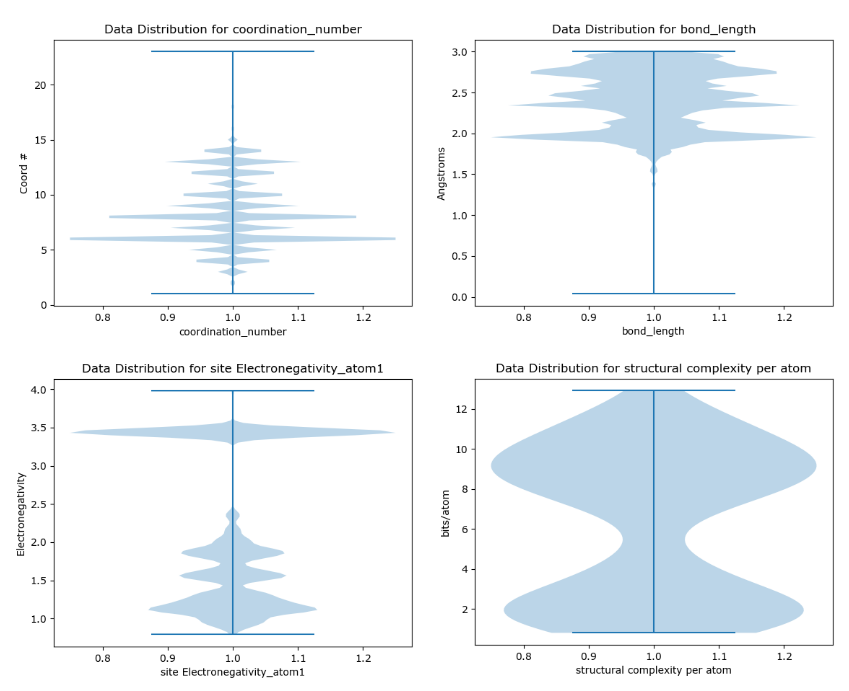 Data Distribution for coordination_number
Coord #
20
15
10
5
0
0.8 0.9 1.0 1.1 1.2
coordination_number
Data Distribution for bond_length
Angstroms
3.0
2.5
2.0
1.5
1.0
0.5
0.0
0.8 0.9 1.0 1.1 1.2
bond_length
Data Distribution for site Electronegativity_atom1
Electronegativity
4.0
3.5
3.0
2.5
2.0
1.5
1.0
0.8 0.9 1.0 1.1 1.2
site Electronegativity_atom1
Data Distribution for structural complexity per atom
bits/atom
12
10
8
6
4
2
0.8 0.9 1.0 1.1 1.2
structural complexity per atom